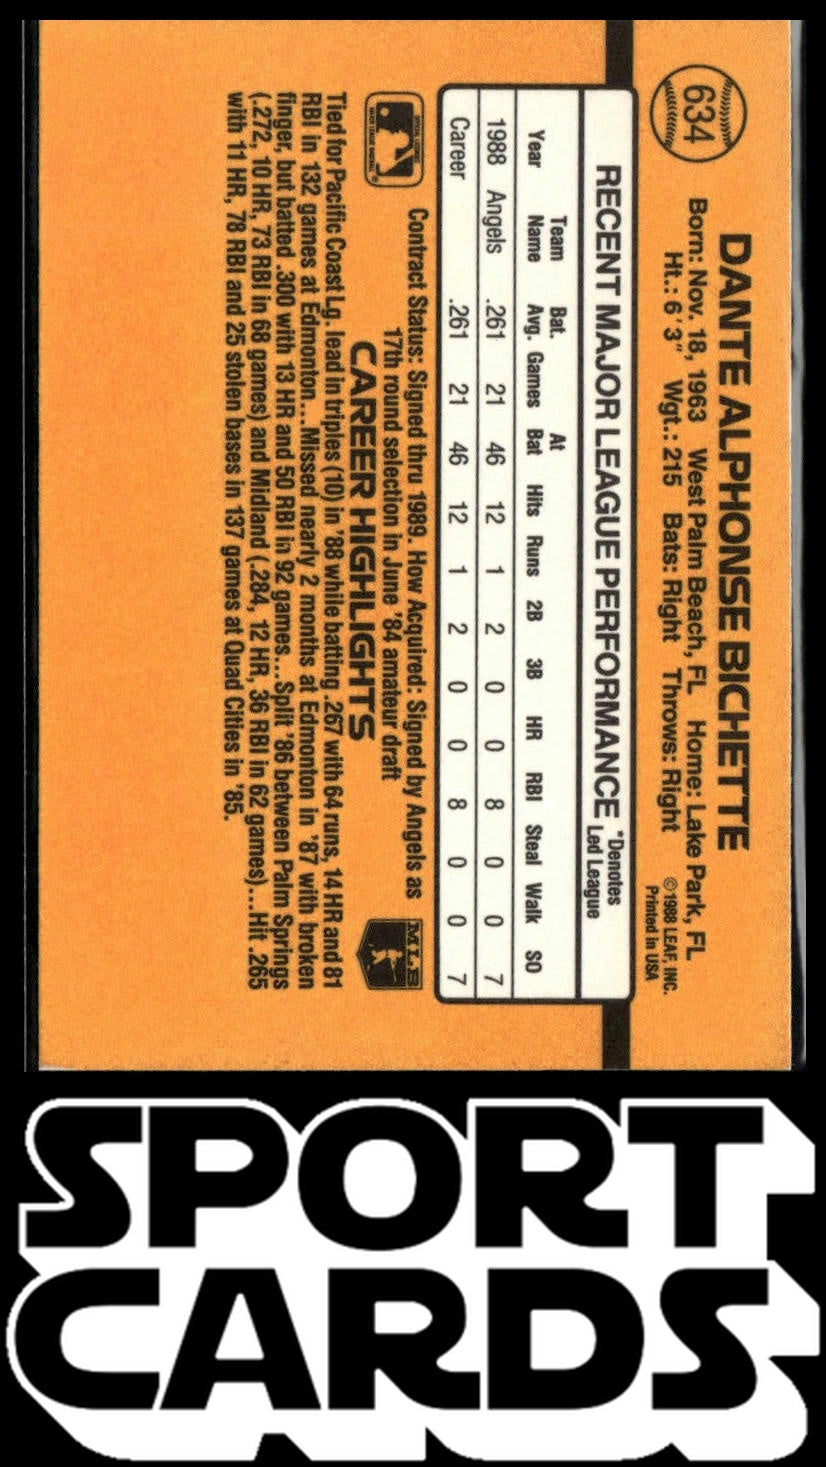 634
DANTE ALPHONSE BICHETTE
Born: Nov. 18, 1963 West Palm Beach, FL Home: Lake Park, FL
Ht.: 6'3" Wgt.: 215 Bats: Right Throws: Right
©1988 LEAF, INC.
Printed in USA
RECENT MAJOR LEAGUE PERFORMANCE
*Denotes
Led League
Year Team Name Bat. Avg. Games At Bat Hits Runs 2B 3B HR RBI Steal Walk SO
1988 Angels .261 21 46 12 1 2 0 0 8 0 0 7
Career .261 21 46 12 1 2 0 0 8 0 0 7
Contract Status: Signed thru 1989. How Acquired: Signed by Angels as
17th round selection in June '84 amateur draft
MLB
CAREER HIGHLIGHTS
Tied for Pacific Coast Lg. lead in triples (10) in '88 while batting .267 with 64 runs, 14 HR and 81
RBI in 132 games at Edmonton...Missed nearly 2 months at Edmonton in '87 with broken
finger, but batted .300 with 13 HR and 50 RBI in 92 games...Split '86 between Palm Springs
(.272, 10 HR, 73 RBI in 68 games) and Midland (.284, 12 HR, 36 RBI in 62 games)...Hit .265
with 11 HR, 78 RBI and 25 stolen bases in 137 games at Quad Cities in '85.
SPORT
CARDS